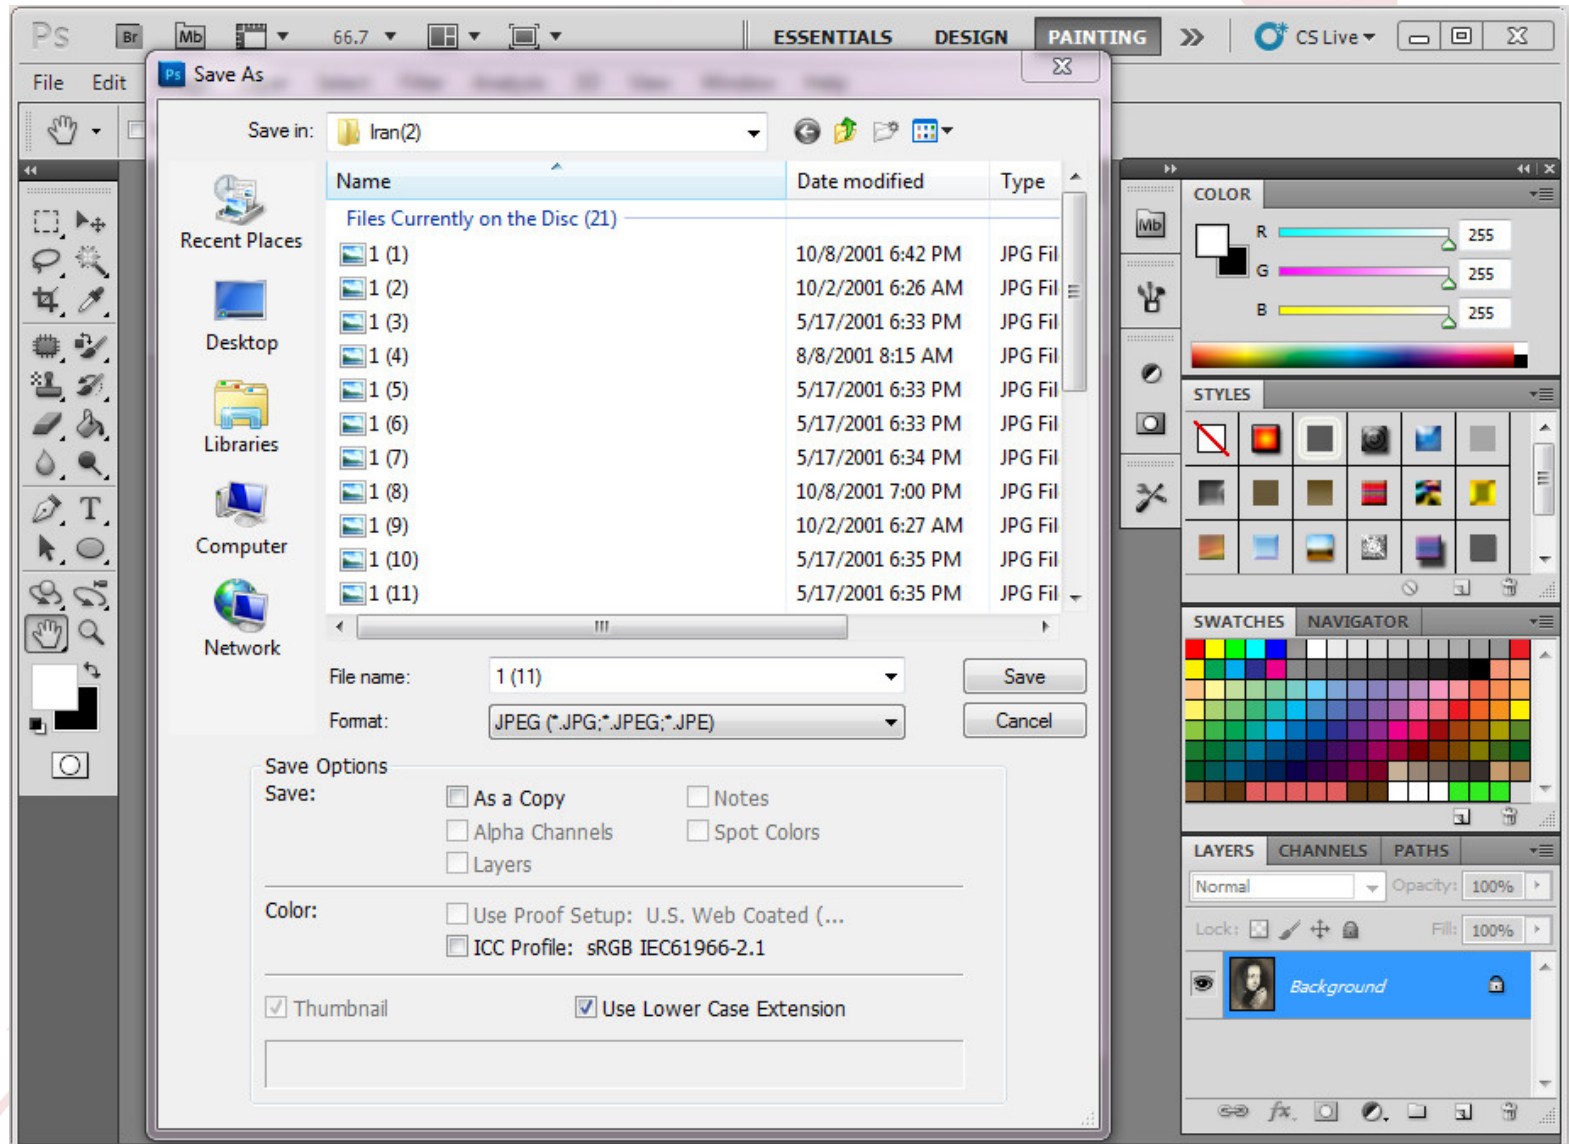 Ps Br Mb 66.7 ESSENTIALS DESIGN PAINTING CS Live
File Edit
Ps Save As
Select Filter Analysis 3D View Window Help
Save in: Iran(2)
Name Date modified Type
Files Currently on the Disc (21)
1 (1) 10/8/2001 6:42 PM JPG Fil
1 (2) 10/2/2001 6:26 AM JPG Fil
1 (3) 5/17/2001 6:33 PM JPG Fil
1 (4) 8/8/2001 8:15 AM JPG Fil
1 (5) 5/17/2001 6:33 PM JPG Fil
1 (6) 5/17/2001 6:33 PM JPG Fil
1 (7) 5/17/2001 6:34 PM JPG Fil
1 (8) 10/8/2001 7:00 PM JPG Fil
1 (9) 10/2/2001 6:27 AM JPG Fil
1 (10) 5/17/2001 6:35 PM JPG Fil
1 (11) 5/17/2001 6:35 PM JPG Fil
Recent Places
Desktop
Libraries
Computer
Network
File name: 1 (11) Save
Format: JPEG (*.JPG;*.JPEG;*.JPE) Cancel
Save Options
Save: As a Copy Notes
Alpha Channels Spot Colors
Layers
Color: Use Proof Setup: U.S. Web Coated (...
ICC Profile: sRGB IEC61966-2.1
Thumbnail Use Lower Case Extension
Mb
COLOR
R 255
G 255
B 255
STYLES
SWATCHES NAVIGATOR
LAYERS CHANNELS PATHS
Normal Opacity: 100%
Lock: Fill: 100%
Background
fx.